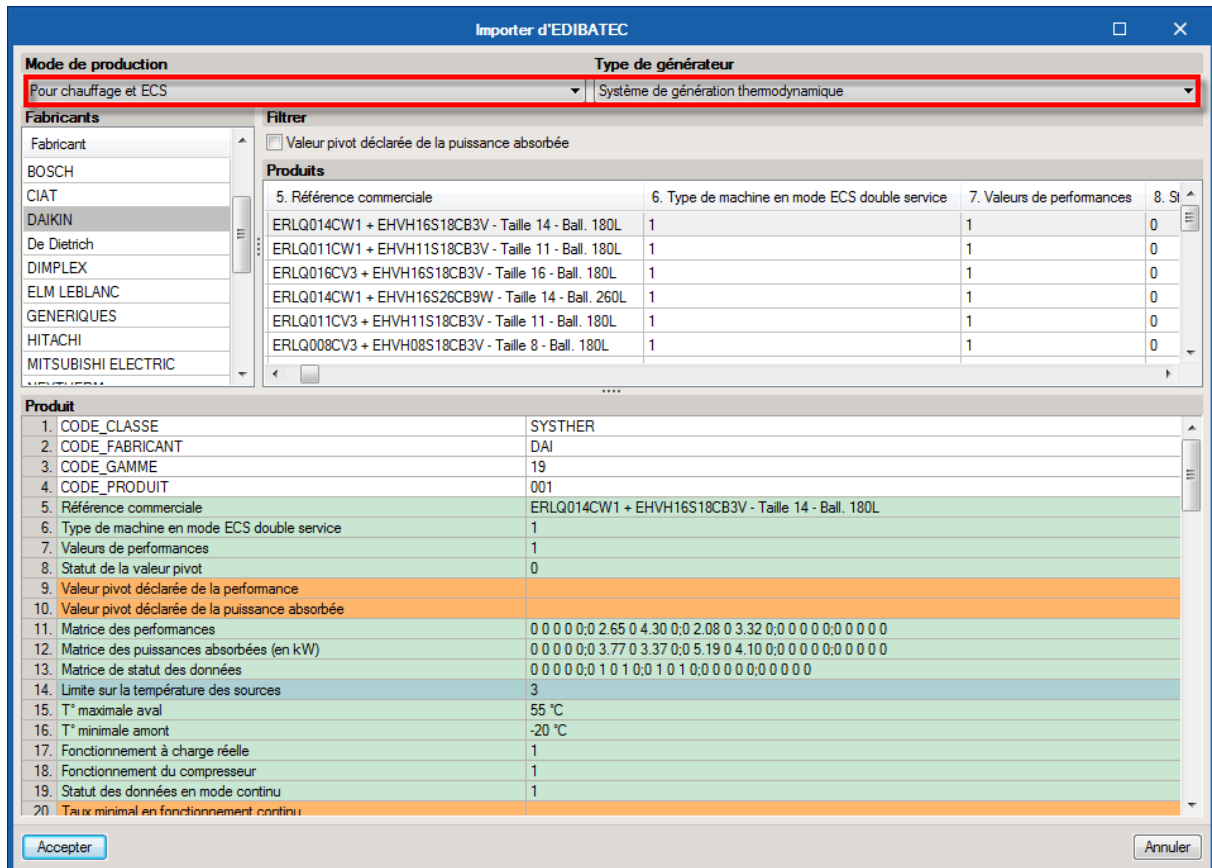 Importer d'EDIBATEC
Mode de production Type de générateur
Pour chauffage et ECS Système de génération thermodynamique
Fabricants Filtrer
Fabricant Valeur pivot déclarée de la puissance absorbée
BOSCH Produits
CIAT 5. Référence commerciale 6. Type de machine en mode ECS double service 7. Valeurs de performances 8.
DAIKIN ERLQ014CW1 + EHVH16S18CB3V - Taille 14 - Ball. 180L 1 1 0
De Dietrich ERLQ011CW1 + EHVH11S18CB3V - Taille 11 - Ball. 180L 1 1 0
DIMPLEX ERLQ016CV3 + EHVH16S18CB3V - Taille 16 - Ball. 180L 1 1 0
ELM LEBLANC ERLQ014CW1 + EHVH16S26CB9W - Taille 14 - Ball. 260L 1 1 0
GENERIQUES ERLQ011CV3 + EHVH11S18CB3V - Taille 11 - Ball. 180L 1 1 0
HITACHI ERLQ008CV3 + EHVH08S18CB3V - Taille 8 - Ball. 180L 1 1 0
MITSUBISHI ELECTRIC
Produit
1. CODE_CLASSE SYSTHER
2. CODE_FABRICANT DAI
3. CODE_GAMME 19
4. CODE_PRODUIT 001
5. Référence commerciale ERLQ014CW1 + EHVH16S18CB3V - Taille 14 - Ball. 180L
6. Type de machine en mode ECS double service 1
7. Valeurs de performances 1
8. Statut de la valeur pivot 0
9. Valeur pivot déclarée de la performance
10. Valeur pivot déclarée de la puissance absorbée
11. Matrice des performances 0 0 0 0 0;0 2.65 0 4.30 0;0 2.08 0 3.32 0;0 0 0 0 0;0 0 0 0 0
12. Matrice des puissances absorbées (en kW) 0 0 0 0 0;0 3.77 0 3.37 0;0 5.19 0 4.10 0;0 0 0 0 0;0 0 0 0 0
13. Matrice de statut des données 0 0 0 0 0;0 1 0 1 0;0 1 0 1 0;0 0 0 0 0;0 0 0 0 0
14. Limite sur la température des sources 3
15. T° maximale aval 55 °C
16. T° minimale amont -20 °C
17. Fonctionnement à charge réelle 1
18. Fonctionnement du compresseur 1
19. Statut des données en mode continu 1
20. Taux minimal en fonctionnement continu
Accepter Annuler